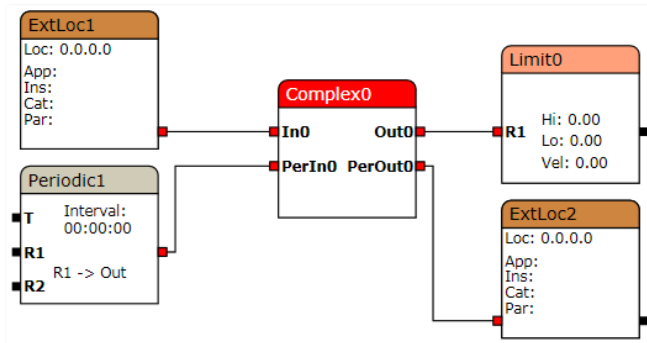 ExtLoc1
Loc: 0.0.0.0
App:
Ins:
Cat:
Par:
Periodic1
T Interval:
00:00:00
R1
R1 -> Out
R2
Complex0
In0 Out0
PerIn0 PerOut0
Limit0
R1 Hi: 0.00
Lo: 0.00
Vel: 0.00
ExtLoc2
Loc: 0.0.0.0
App:
Ins:
Cat:
Par: